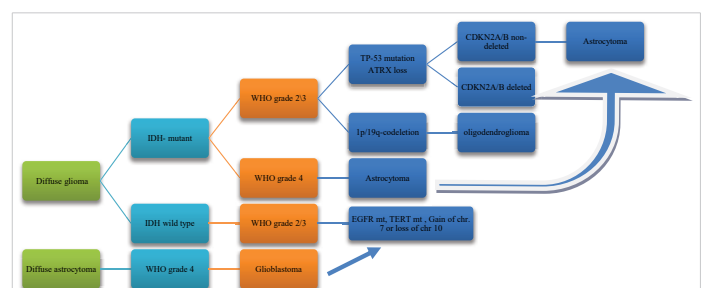 CDKN2A/B non-
deleted
Astrocytoma
TP-53 mutation
ATRX loss
CDKN2A/B deleted
WHO grade 2\3
IDH- mutant
1p/19q-codeletion
oligodendroglioma
Diffuse glioma
WHO grade 4
Astrocytoma
IDH wild type
WHO grade 2/3
EGFR mt, TERT mt , Gain of chr.
7 or loss of chr 10
Diffuse astrocytoma
WHO grade 4
Glioblastoma